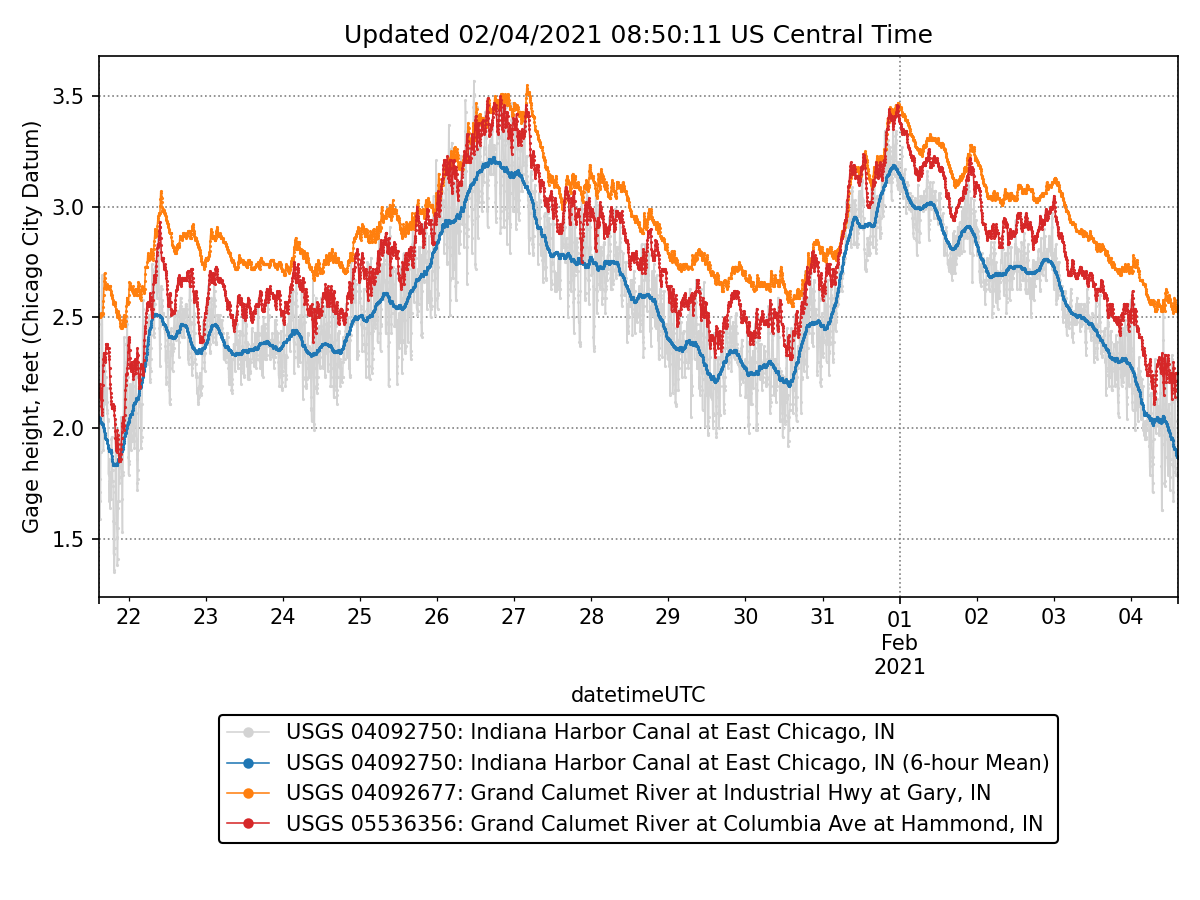 Updated 02/04/2021 08:50:11 US Central Time
Gage height, feet (Chicago City Datum)
3.5
3.0
2.5
2.0
1.5
22 23 24 25 26 27 28 29 30 31 01 02 03 04
Feb
2021
datetimeUTC
USGS 04092750: Indiana Harbor Canal at East Chicago, IN
USGS 04092750: Indiana Harbor Canal at East Chicago, IN (6-hour Mean)
USGS 04092677: Grand Calumet River at Industrial Hwy at Gary, IN
USGS 05536356: Grand Calumet River at Columbia Ave at Hammond, IN